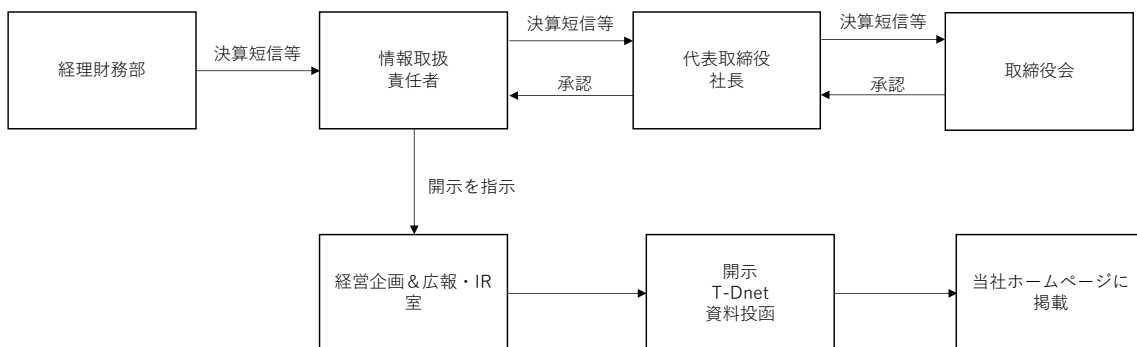 決算短信等
決算短信等
決算短信等
経理財務部
情報取扱
責任者
代表取締役
社長
取締役会
承認
承認
開示を指示
経営企画＆広報・IR
室
開示
T-Dnet
資料投函
当社ホームページに
掲載